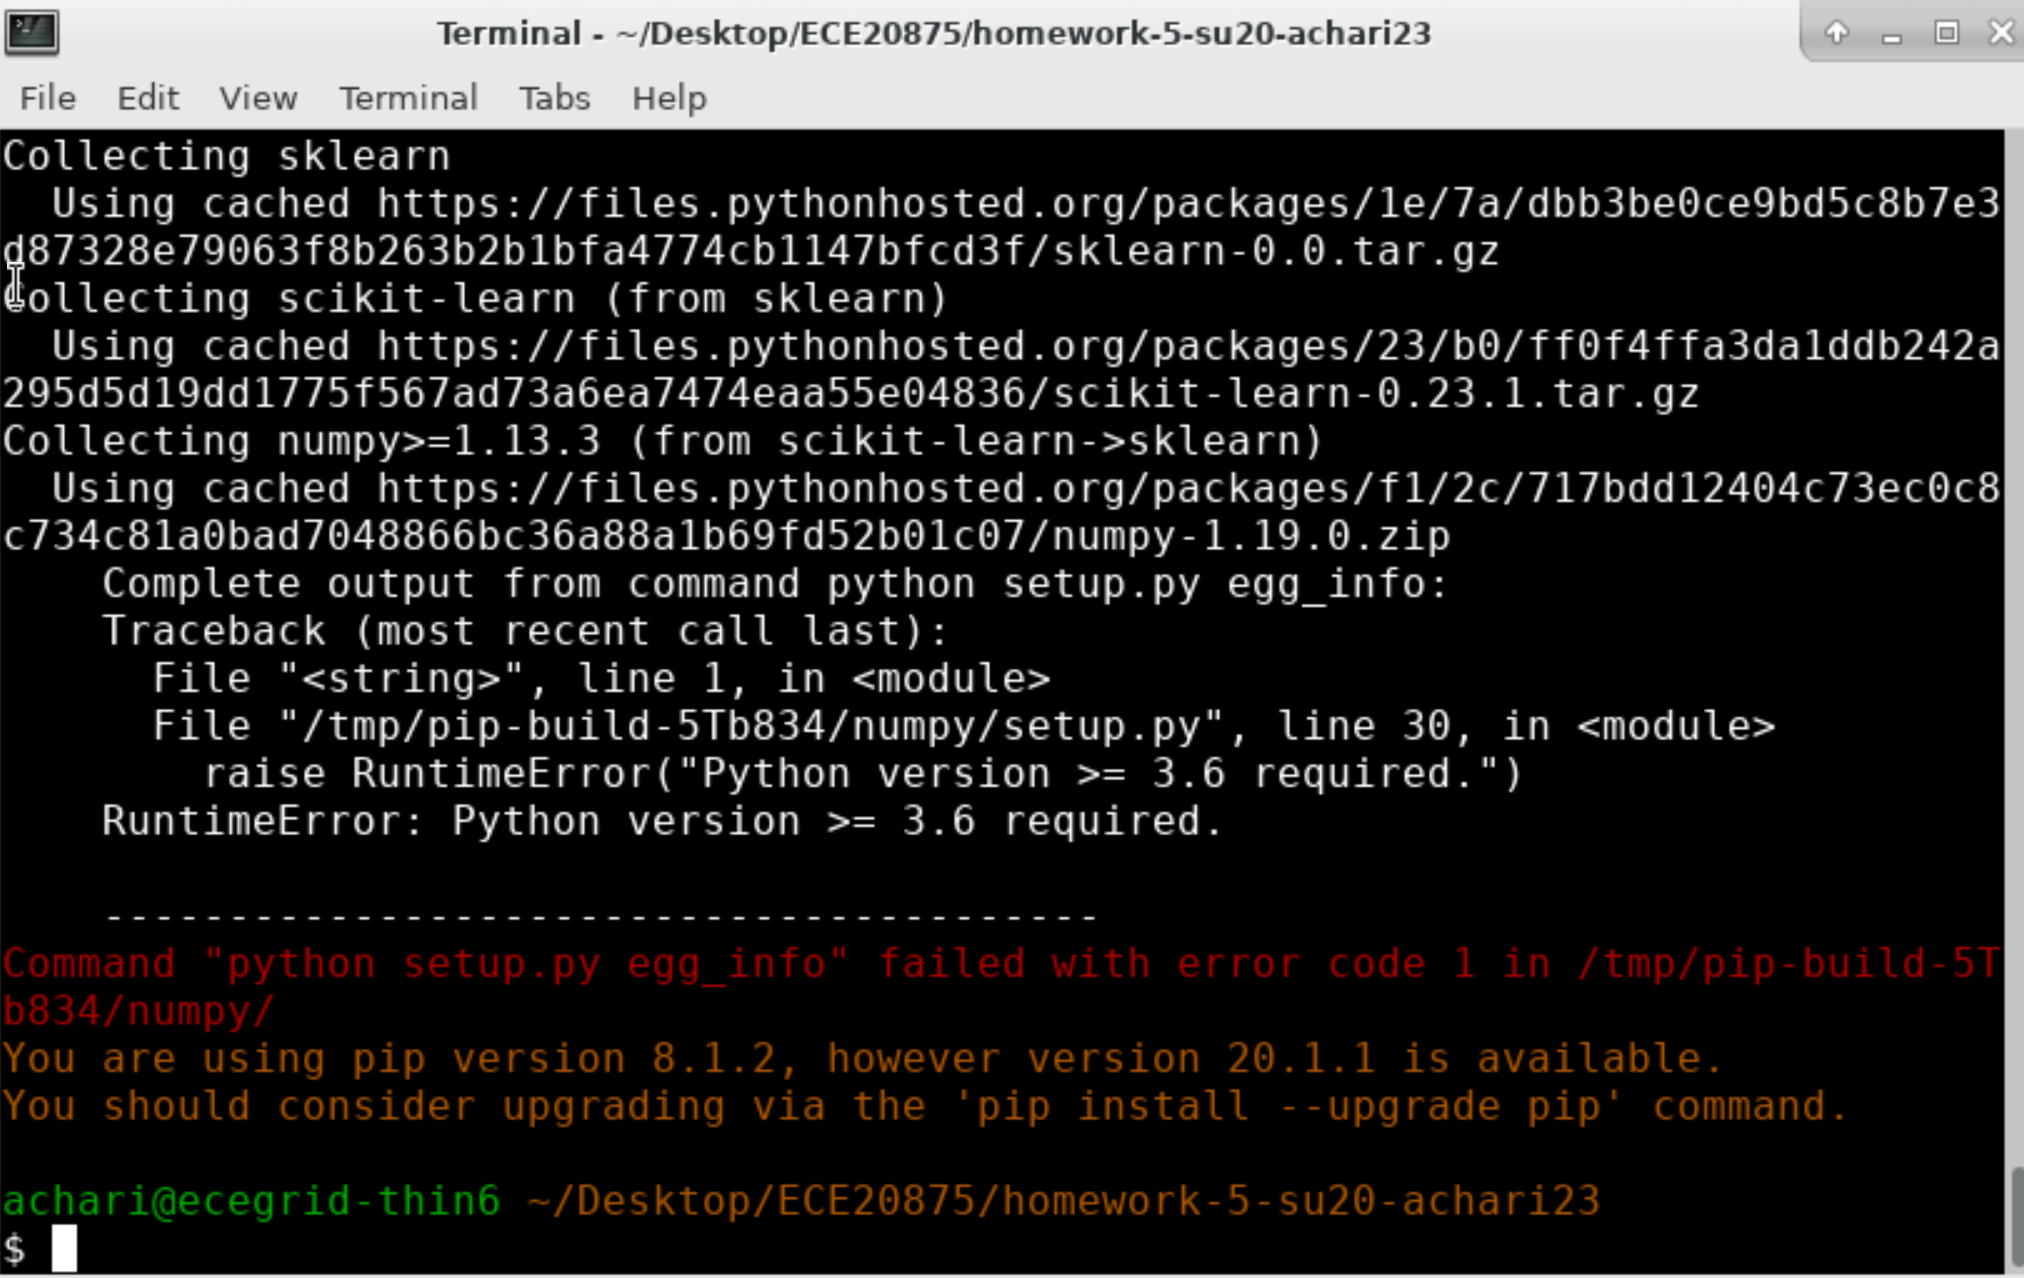 Terminal - ~/Desktop/ECE20875/homework-5-su20-achari23
File Edit View Terminal Tabs Help
Collecting sklearn
  Using cached https://files.pythonhosted.org/packages/1e/7a/dbb3be0ce9bd5c8b7e3
d87328e79063f8b263b2b1bfa4774cb1147bfcd3f/sklearn-0.0.tar.gz
Collecting scikit-learn (from sklearn)
  Using cached https://files.pythonhosted.org/packages/23/b0/ff0f4ffa3da1ddb242a
295d5d19dd1775f567ad73a6ea7474eaa55e04836/scikit-learn-0.23.1.tar.gz
Collecting numpy>=1.13.3 (from scikit-learn->sklearn)
  Using cached https://files.pythonhosted.org/packages/f1/2c/717bdd12404c73ec0c8
c734c81a0bad7048866bc36a88a1b69fd52b01c07/numpy-1.19.0.zip
    Complete output from command python setup.py egg_info:
    Traceback (most recent call last):
      File "<string>", line 1, in <module>
      File "/tmp/pip-build-5Tb834/numpy/setup.py", line 30, in <module>
        raise RuntimeError("Python version >= 3.6 required.")
    RuntimeError: Python version >= 3.6 required.
    ----------------------------------------
Command "python setup.py egg_info" failed with error code 1 in /tmp/pip-build-5T
b834/numpy/
You are using pip version 8.1.2, however version 20.1.1 is available.
You should consider upgrading via the 'pip install --upgrade pip' command.
achari@ecegrid-thin6 ~/Desktop/ECE20875/homework-5-su20-achari23
$